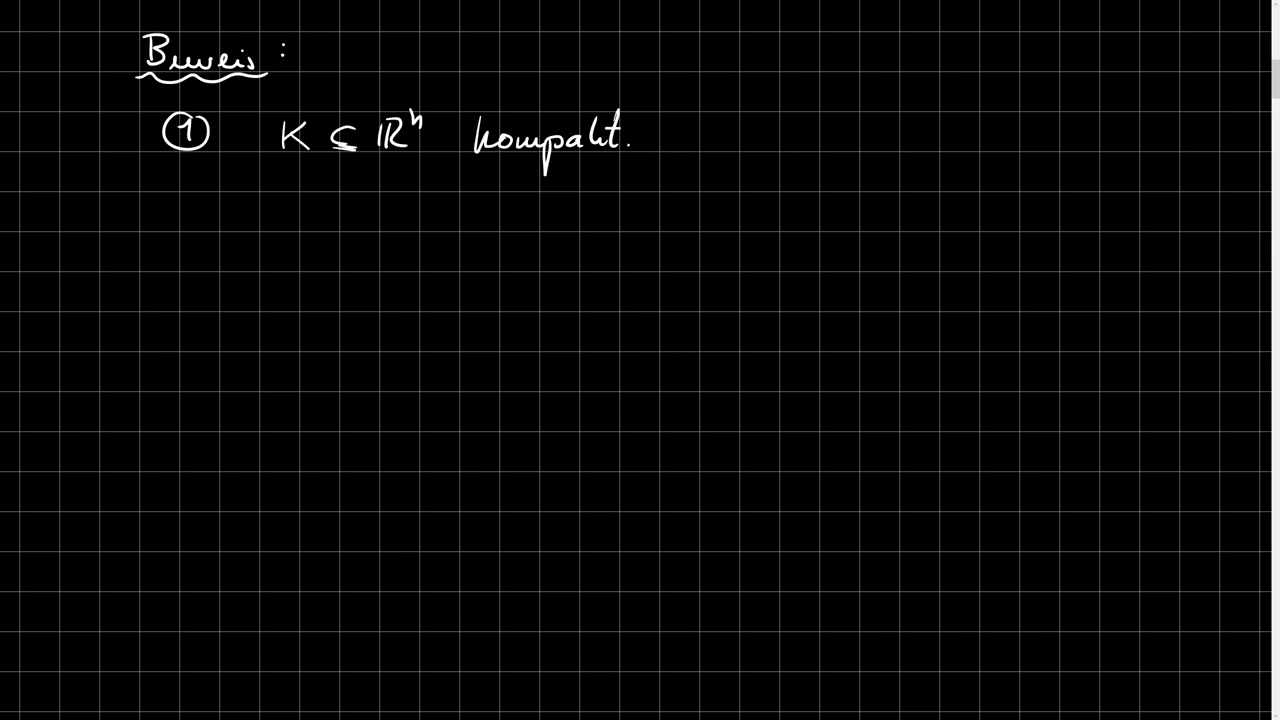 Beweis:
① K ⊆ ℝⁿ kompakt.